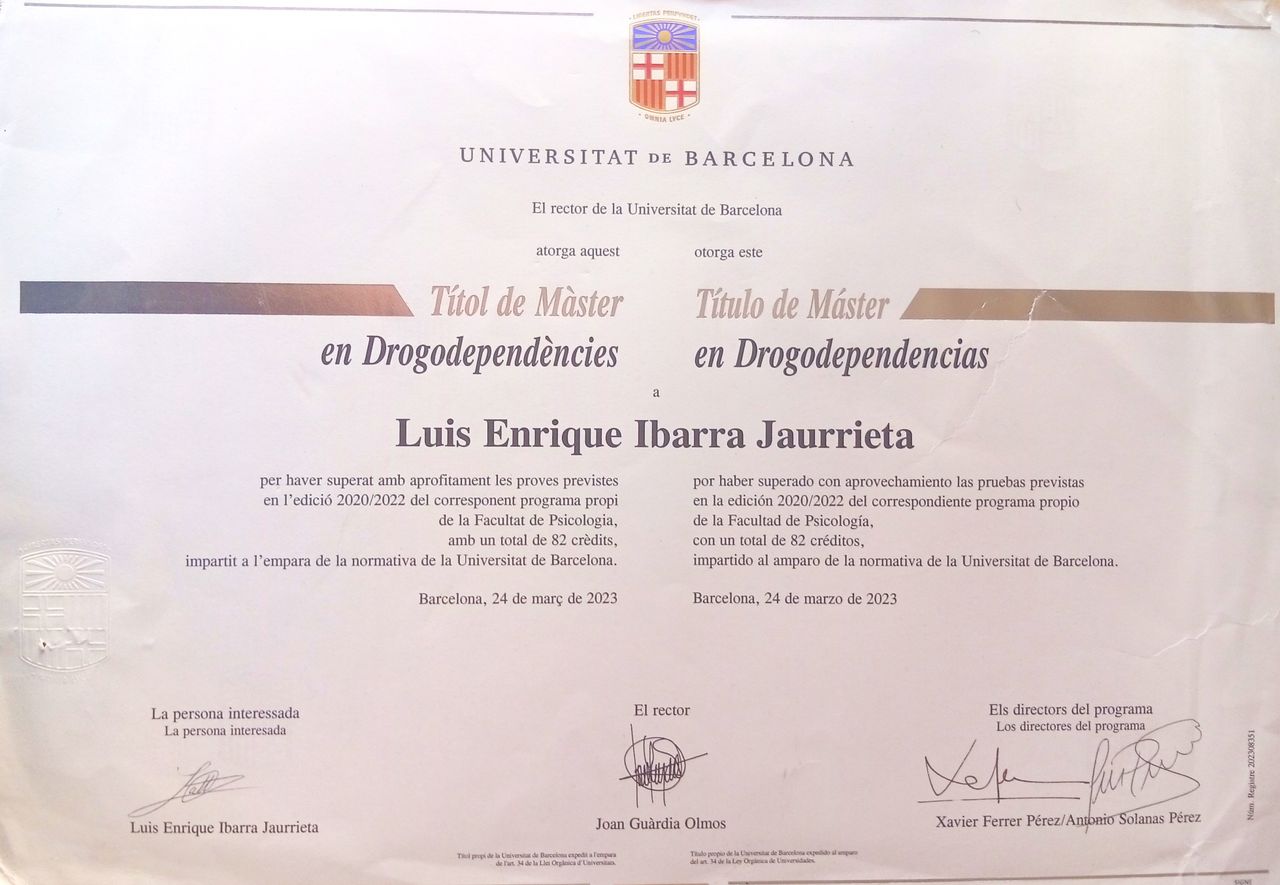 LIBERTAS PERFUNDET
OMNIA LVCE
UNIVERSITAT DE BARCELONA
El rector de la Universitat de Barcelona
atorga aquest
Títol de Màster
en Drogodependències
otorga este
Título de Máster
en Drogodependencias
a
Luis Enrique Ibarra Jaurrieta
per haver superat amb aprofitament les proves previstes
en l'edició 2020/2022 del corresponent programa propi
de la Facultat de Psicologia,
amb un total de 82 crèdits,
impartit a l'empara de la normativa de la Universitat de Barcelona.
Barcelona, 24 de març de 2023
por haber superado con aprovechamiento las pruebas previstas
en la edición 2020/2022 del correspondiente programa propio
de la Facultad de Psicología,
con un total de 82 créditos,
impartido al amparo de la normativa de la Universitat de Barcelona.
Barcelona, 24 de marzo de 2023
La persona interessada
La persona interesada
Luis Enrique Ibarra Jaurrieta
El rector
Joan Guàrdia Olmos
Els directors del programa
Los directores del programa
Xavier Ferrer Pérez/Antonio Solanas Pérez
Núm. Registre 202308351
Títol propi de la Universitat de Barcelona expedit a l'empara
de l'art. 34 de la Llei Orgànica d'Universitats.
Título propio de la Universitat de Barcelona expedido al amparo
del art. 34 de la Ley Orgánica de Universidades.